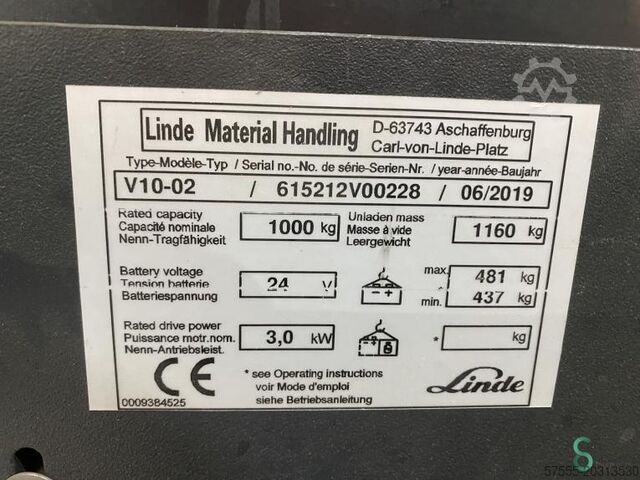 Linde Material Handling
D-63743 Aschaffenburg
Carl-von-Linde-Platz
Type-Modèle-Typ / Serial no.-No. de série-Serien-Nr. / year-année-Baujahr
V10-02 / 615212V00228 / 06/2019
Rated capacity
Capacité nominale
Nenn-Tragfähigkeit
1000 kg
Unladen mass
Masse à vide
Leergewicht
1160 kg
Battery voltage
Tension batterie
Batteriespannung
24 V
- +
max. 481 kg
min. 437 kg
Rated drive power
Puissance motr.nom.
Nenn-Antriebsleist.
3,0 kW
* kg
CE
0009384525
* see Operating instructions
voir Mode d'emploi
siehe Betriebsanleitung
Linde
S
57555-20313530